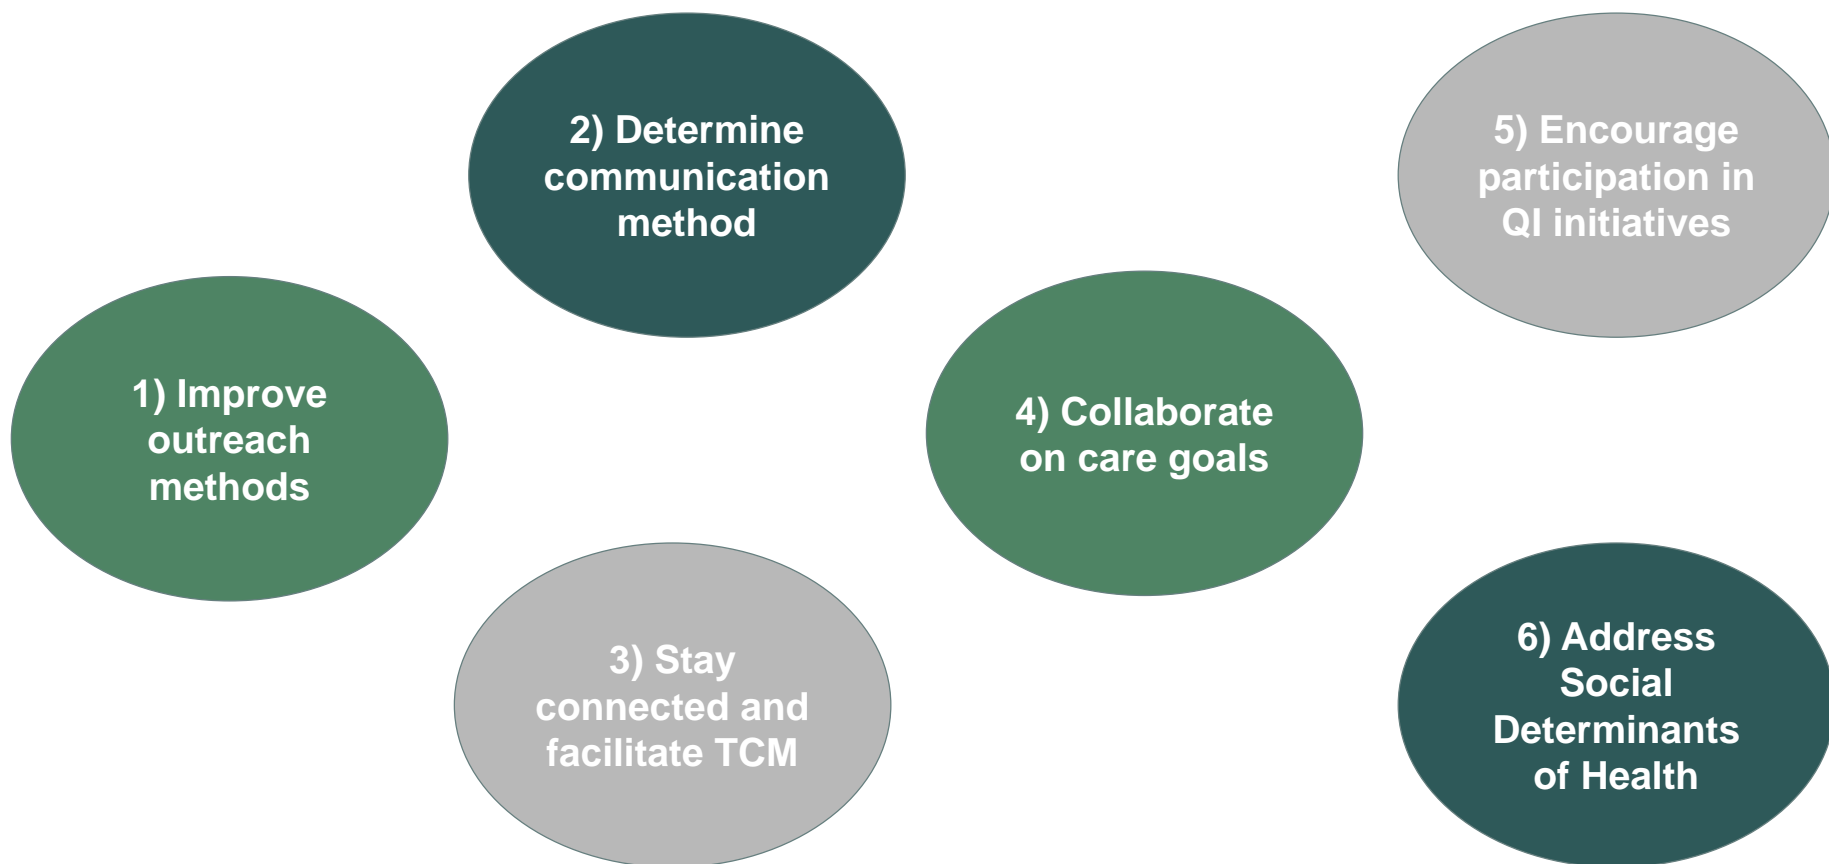 1) Improve
outreach
methods
2) Determine
communication
method
3) Stay
connected and
facilitate TCM
4) Collaborate
on care goals
5) Encourage
participation in
QI initiatives
6) Address
Social
Determinants
of Health